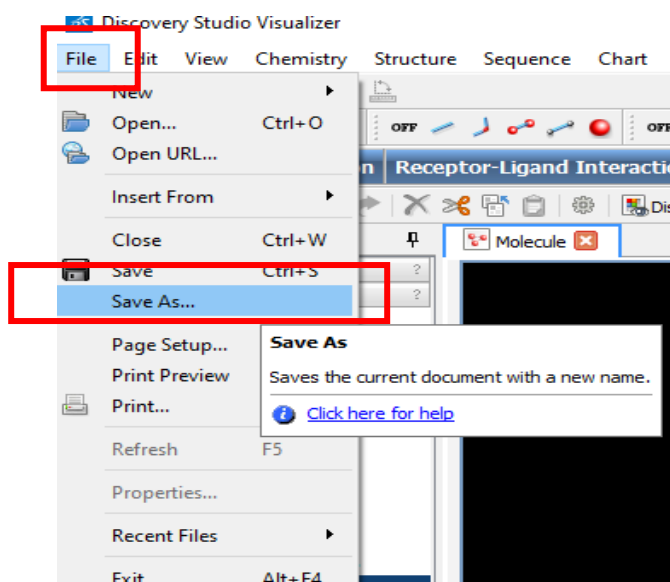 Discovery Studio Visualizer
File Edit View Chemistry Structure Sequence Chart
New
Open... Ctrl+O
OFF
Open URL...
Receptor-Ligand
Insert From
Close Ctrl+W
Molecule
Save Ctrl+S
?
Save As...
?
Page Setup...
Save As
Print Preview
Saves the current document with a new name.
Print...
Click here for help
Refresh F5
Properties...
Recent Files
Exit Alt+F4